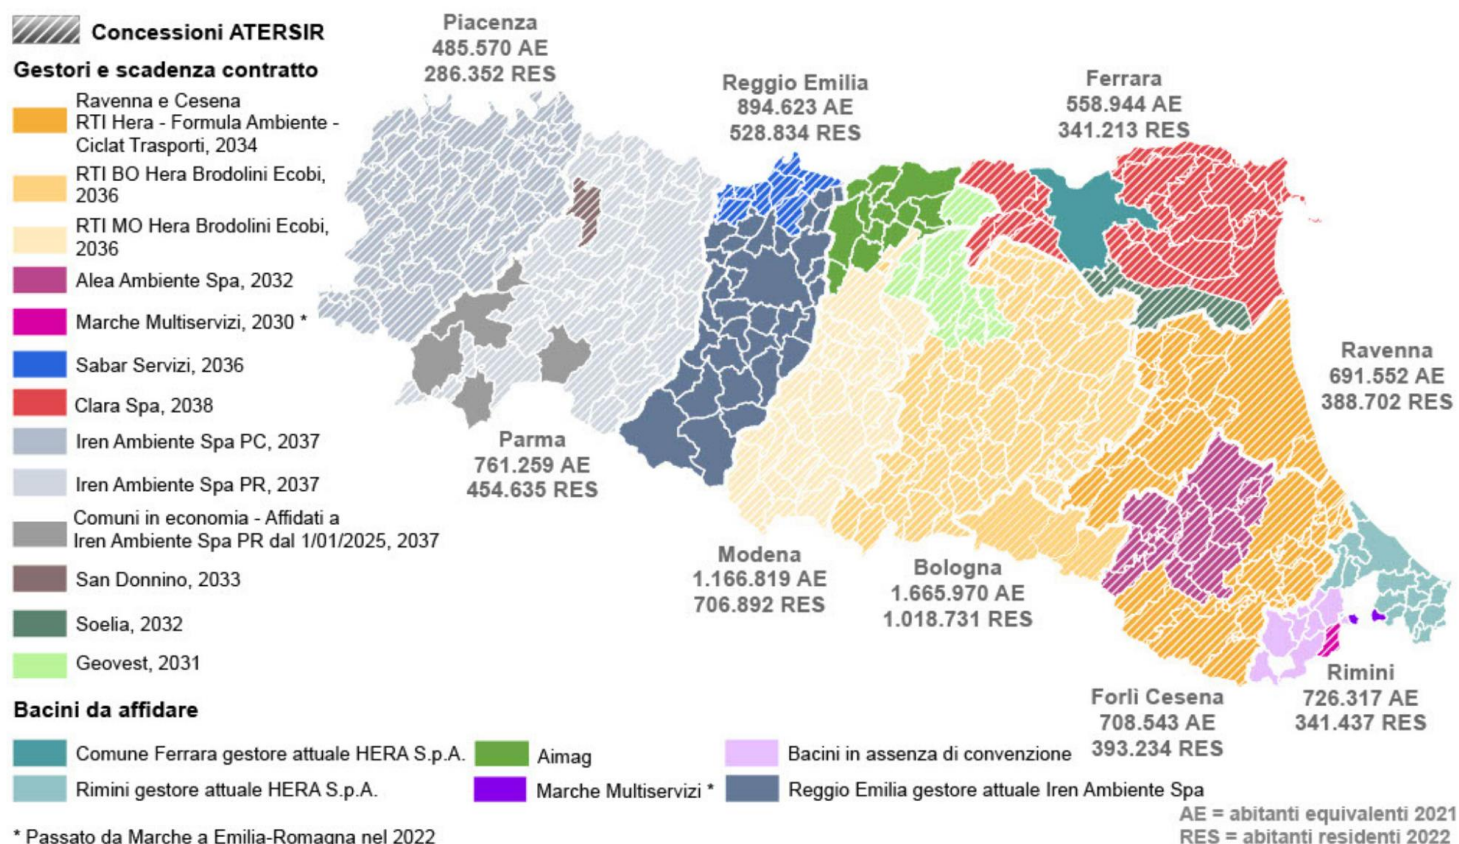 Concessioni ATERSIR
Gestori e scadenza contratto
Ravenna e Cesena
RTI Hera - Formula Ambiente -
Ciclat Trasporti, 2034
RTI BO Hera Brodolini Ecobi,
2036
RTI MO Hera Brodolini Ecobi,
2036
Alea Ambiente Spa, 2032
Marche Multiservizi, 2030 *
Sabar Servizi, 2036
Clara Spa, 2038
Iren Ambiente Spa PC, 2037
Iren Ambiente Spa PR, 2037
Comuni in economia - Affidati a
Iren Ambiente Spa PR dal 1/01/2025, 2037
San Donnino, 2033
Soelia, 2032
Geovest, 2031
Piacenza
485.570 AE
286.352 RES
Reggio Emilia
894.623 AE
528.834 RES
Ferrara
558.944 AE
341.213 RES
Ravenna
691.552 AE
388.702 RES
Parma
761.259 AE
454.635 RES
Modena
1.166.819 AE
706.892 RES
Bologna
1.665.970 AE
1.018.731 RES
Forlì Cesena
708.543 AE
393.234 RES
Rimini
726.317 AE
341.437 RES
Bacini da affidare
Comune Ferrara gestore attuale HERA S.p.A.
Rimini gestore attuale HERA S.p.A.
Aimag
Marche Multiservizi *
Bacini in assenza di convenzione
Reggio Emilia gestore attuale Iren Ambiente Spa
* Passato da Marche a Emilia-Romagna nel 2022
AE = abitanti equivalenti 2021
RES = abitanti residenti 2022